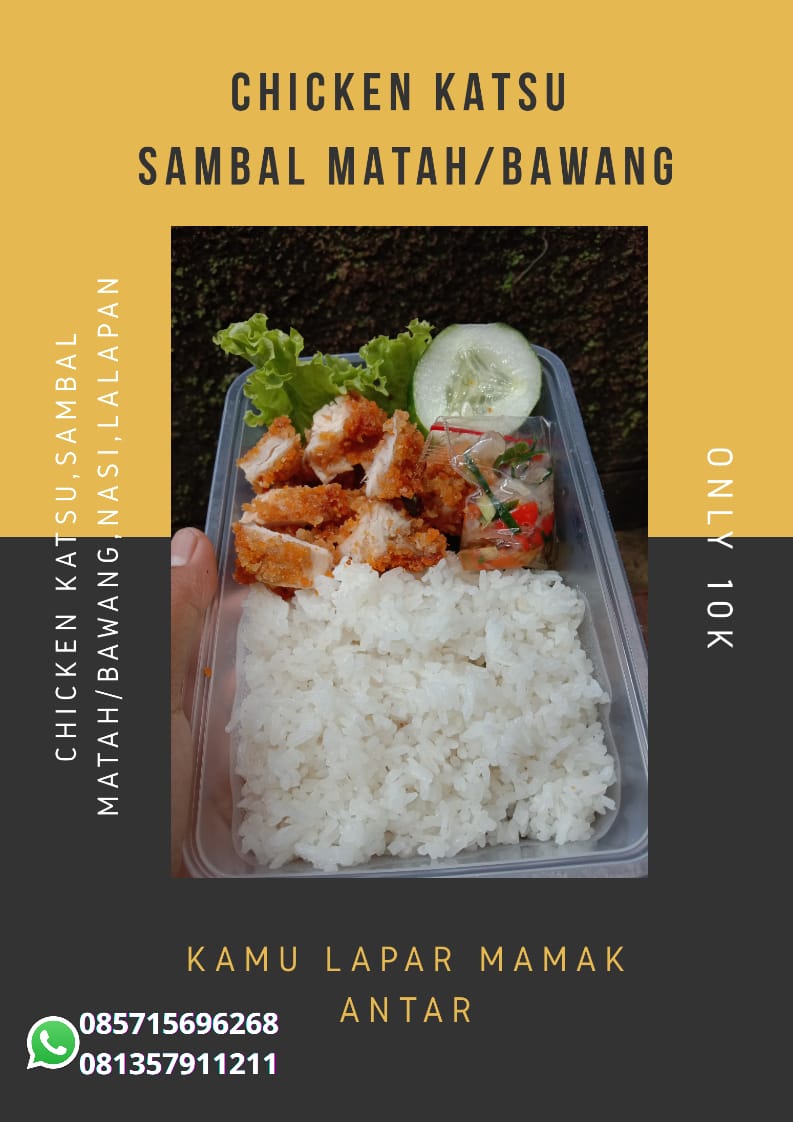 CHICKEN KATSU
SAMBAL MATAH/BAWANG
CHICKEN KATSU,SAMBAL
MATAH/BAWANG,NASI,LALAPAN
ONLY 10K
KAMU LAPAR MAMAK
ANTAR
085715696268
081357911211